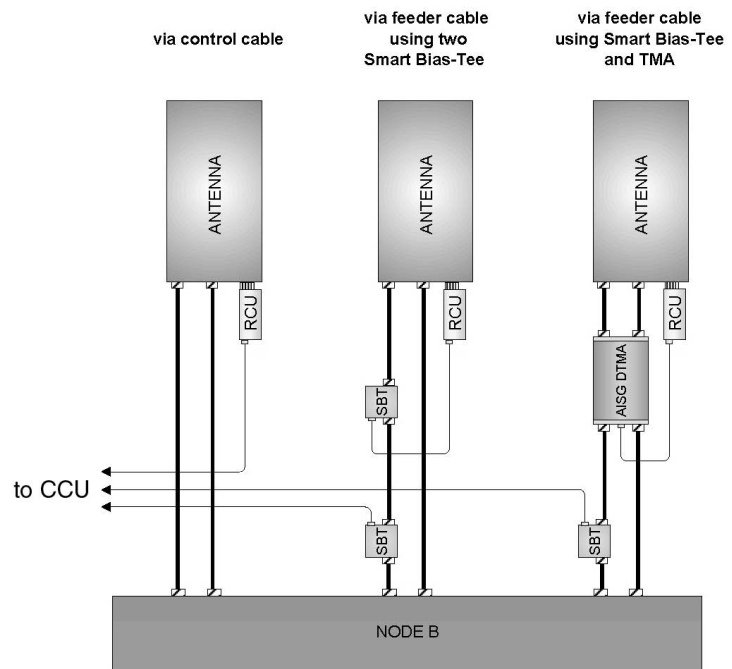 via control cable
via feeder cable
using two
Smart Bias-Tee
via feeder cable
using Smart Bias-Tee
and TMA
ANTENNA
ANTENNA
ANTENNA
RCU
RCU
RCU
SBT
AISG DTMA
to CCU
SBT
SBT
NODE B